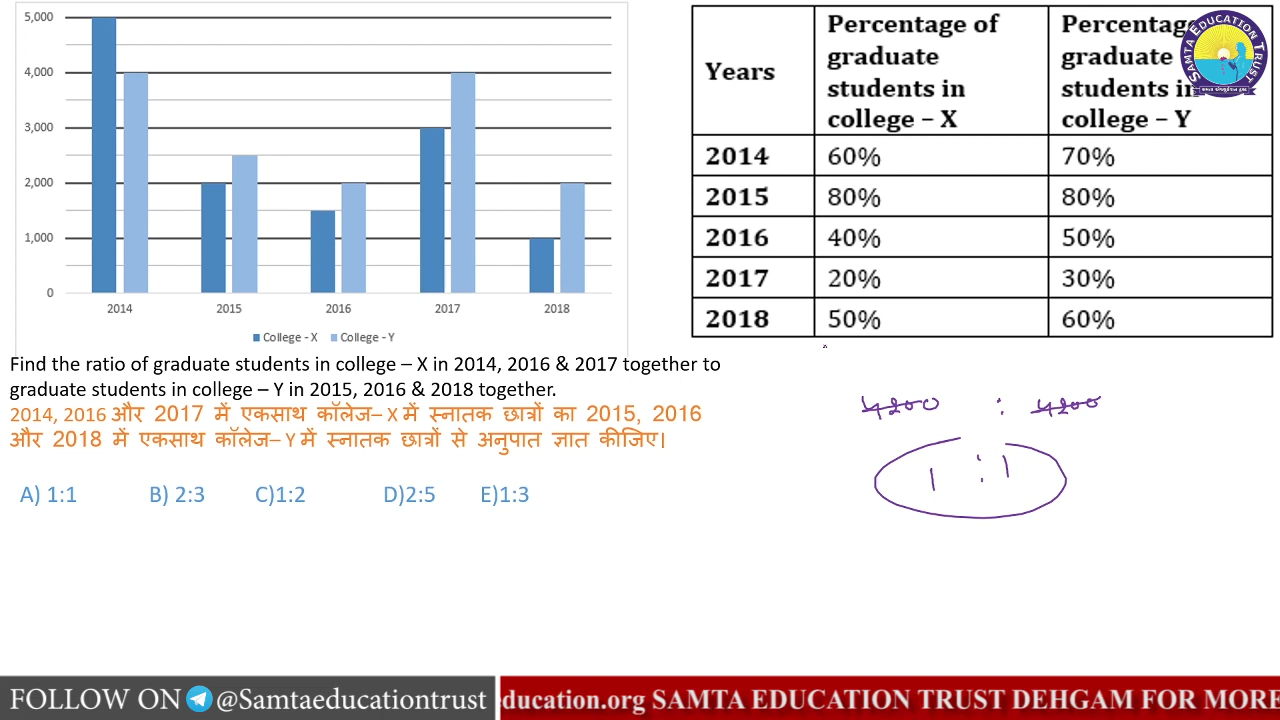 5,000
4,000
3,000
2,000
1,000
0
2014 2015 2016 2017 2018
College - X College - Y
Years Percentage of graduate students in college – X graduate students in college – Y
2014 60% 70%
2015 80% 80%
2016 40% 50%
2017 20% 30%
2018 50% 60%
SAMTA EDUCATION TRUST
Find the ratio of graduate students in college – X in 2014, 2016 & 2017 together to
graduate students in college – Y in 2015, 2016 & 2018 together.
2014, 2016 और 2017 में एकसाथ कॉलेज– X में स्नातक छात्रों का 2015, 2016
और 2018 में एकसाथ कॉलेज– Y में स्नातक छात्रों से अनुपात ज्ञात कीजिए।
A) 1:1 B) 2:3 C)1:2 D)2:5 E)1:3
1 : 1
FOLLOW ON @Samtaeducationtrust
education.org SAMTA EDUCATION TRUST DEHGAM FOR MORE